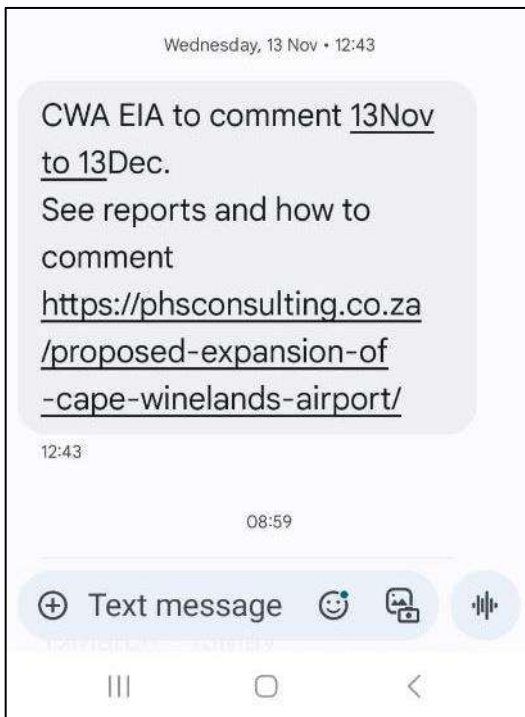 Wednesday, 13 Nov • 12:43
CWA EIA to comment 13Nov
to 13Dec.
See reports and how to
comment
https://phsconsulting.co.za
/proposed-expansion-of
-cape-winelands-airport/
12:43
08:59
Text message